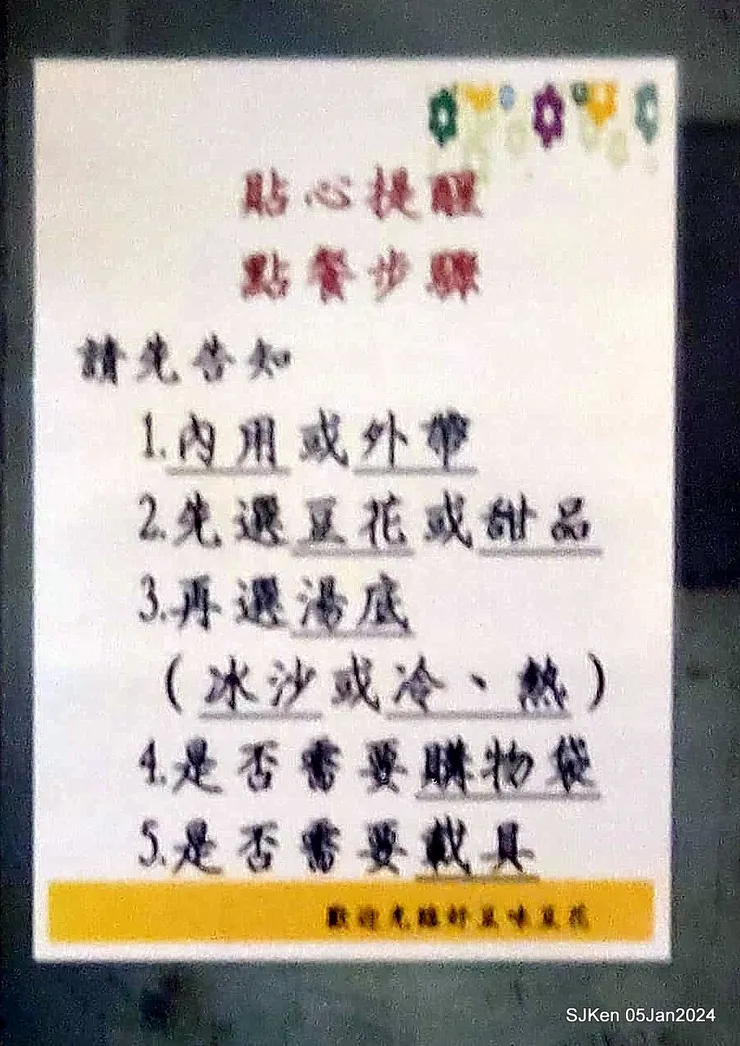 貼心提醒
點餐步驟
請先告知
1.內用或外帶
2.先選豆花或甜品
3.再選湯底
(冰沙或冷、熱)
4.是否需要購物袋
5.是否需要載具
歡迎光臨好豆味豆花
SJKen 05Jan2024